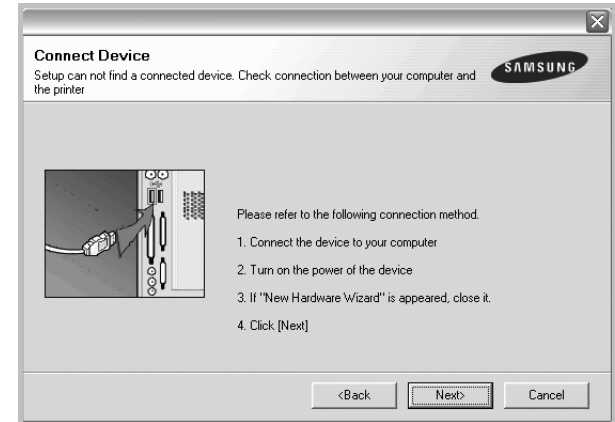 Connect Device
Setup can not find a connected device. Check connection between your computer and
the printer
SAMSUNG
Please refer to the following connection method.
1. Connect the device to your computer
2. Turn on the power of the device
3. If "New Hardware Wizard" is appeared, close it.
4. Click [Next]
<Back
Next>
Cancel